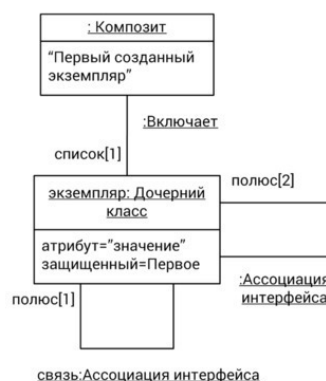 : Композит
“Первый созданный
экземпляр”
:Включает
список[1]
полюс[2]
экземпляр: Дочерний
класс
атрибут=”значение”
защищенный=Первое
:Ассоциация
интерфейса
полюс[1]
связь:Ассоциация интерфейса